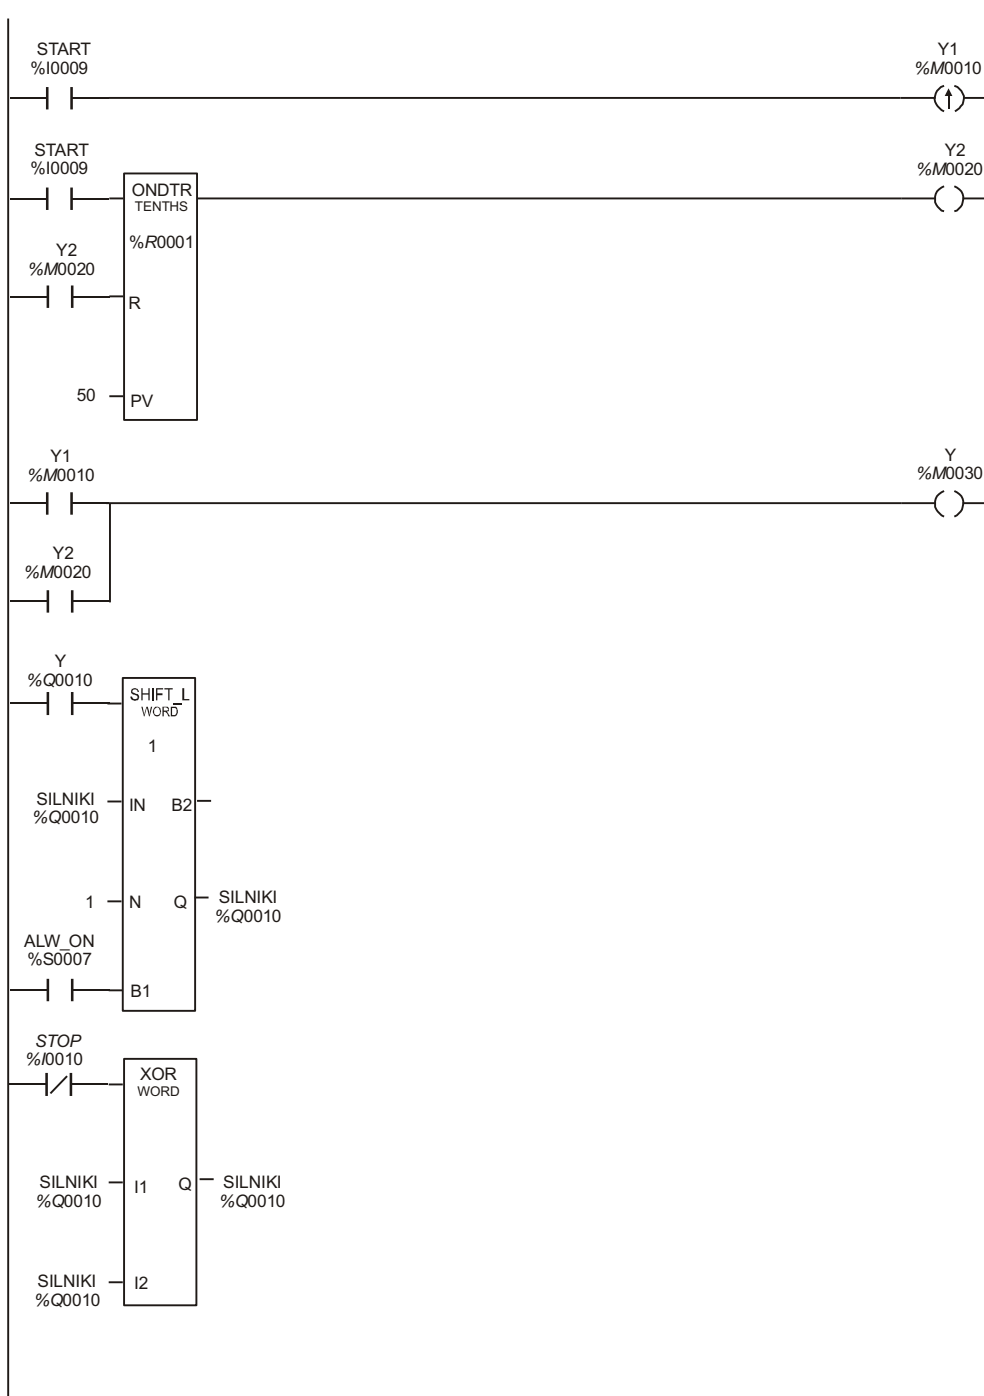 START
%I0009
Y1
%M0010
START
%I0009
ONDTR
TENTHS
Y2
%M0020
%R0001
Y2
%M0020
R
50
PV
Y1
%M0010
Y
%M0030
Y2
%M0020
Y
%Q0010
SHIFT_L
WORD
1
SILNIKI
%Q0010
IN
B2
1
N
Q
SILNIKI
%Q0010
ALW_ON
%S0007
B1
STOP
%I0010
XOR
WORD
SILNIKI
%Q0010
I1
Q
SILNIKI
%Q0010
SILNIKI
%Q0010
I2